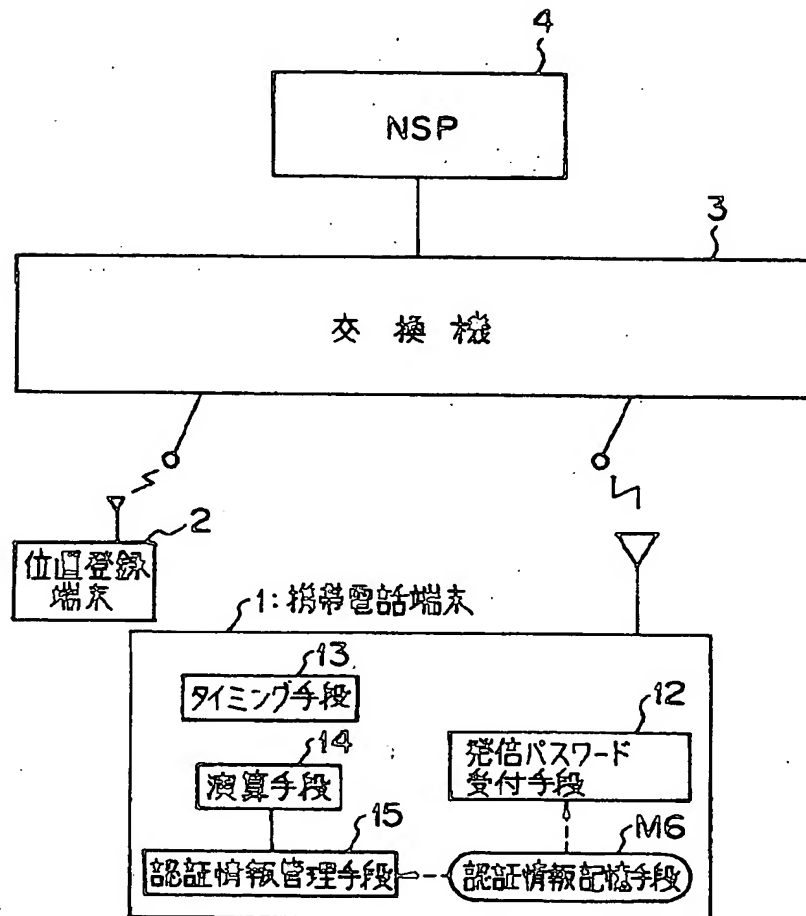 4
NSP
3
交換機
2
位置登録
端末
1:携帯電話端末
13
タイミング手段
12
発信パスワード
受付手段
14
演算手段
15
認証情報管理手段
M6
認証情報記憶手段